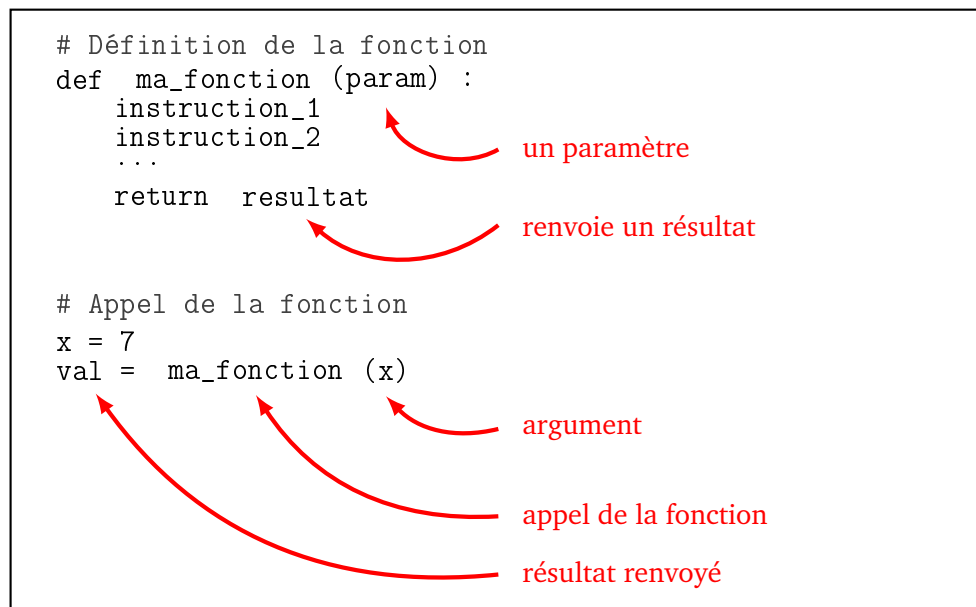 # Définition de la fonction
def ma_fonction (param) :
instruction_1
instruction_2
...
un paramètre
return resultat
renvoie un résultat
# Appel de la fonction
x = 7
val = ma_fonction (x)
argument
appel de la fonction
résultat renvoyé